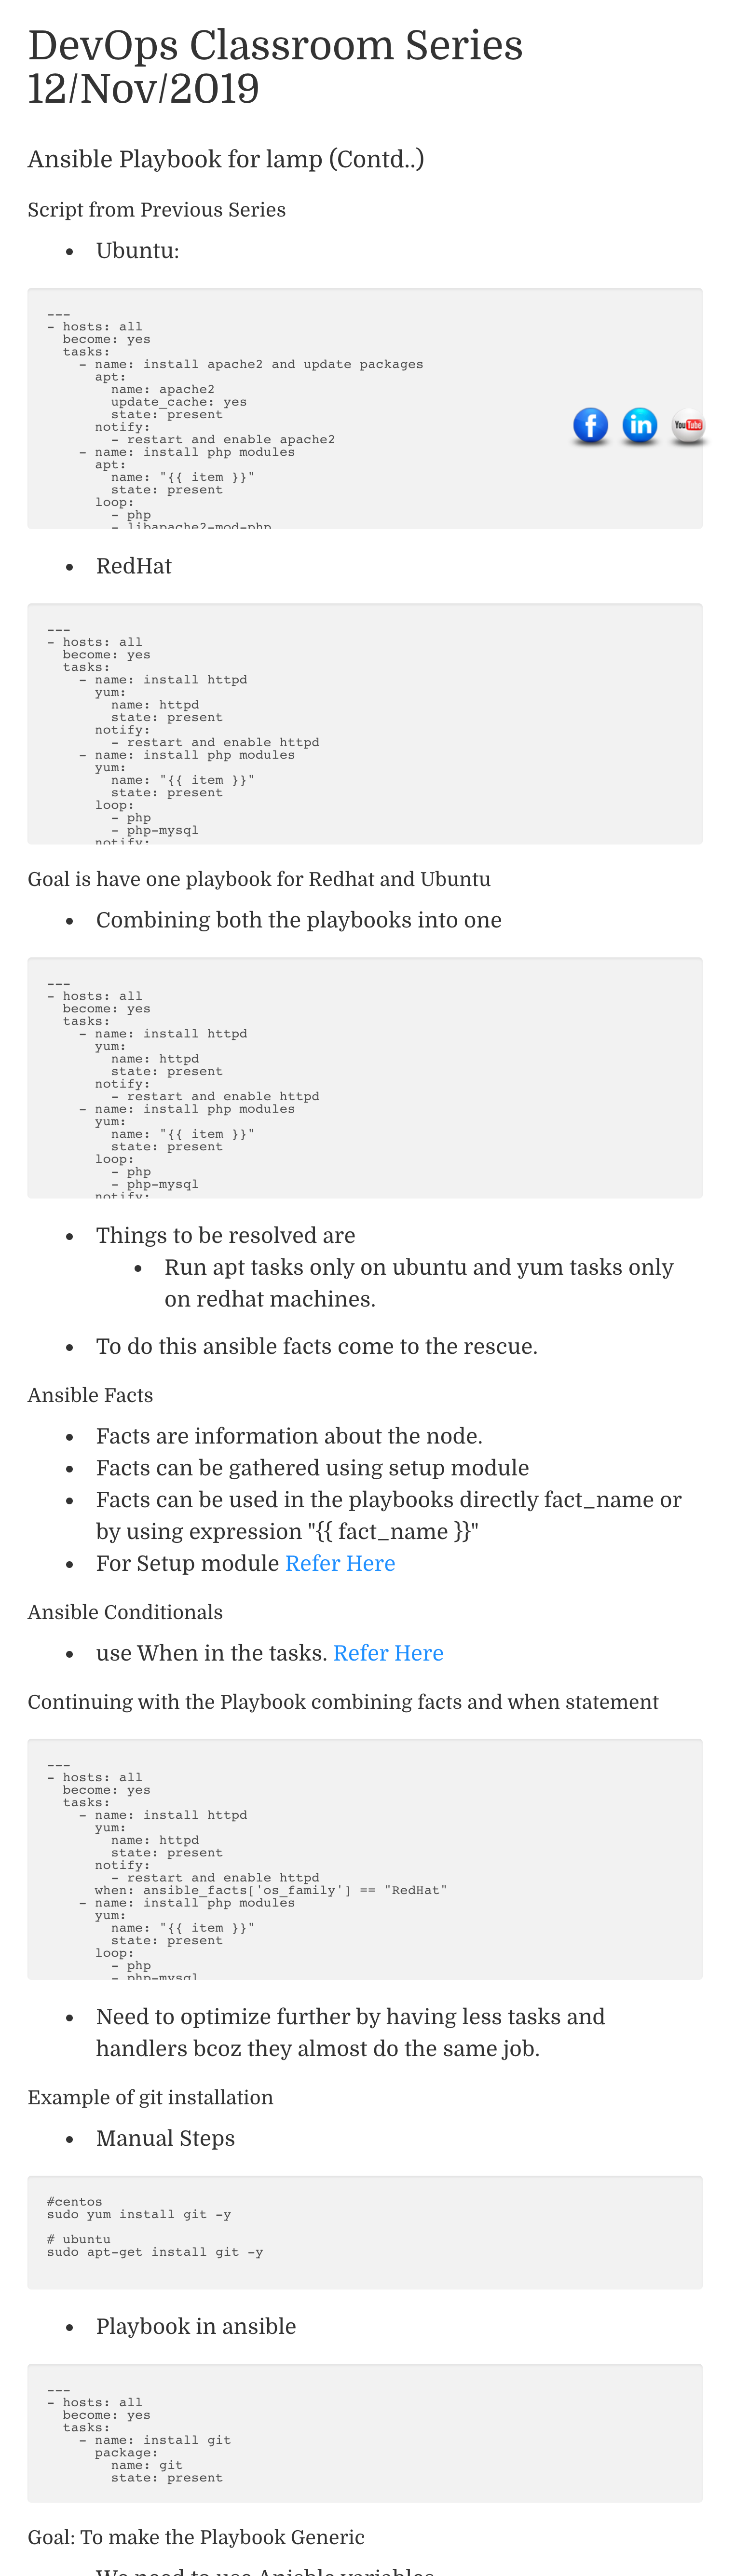 DevOps Classroom Series
12/Nov/2019
Ansible Playbook for lamp (Contd..)
Script from Previous Series
• Ubuntu:
---
- hosts: all
  become: yes
  tasks:
    - name: install apache2 and update packages
      apt:
        name: apache2
        update_cache: yes
        state: present
      notify:
        - restart and enable apache2
    - name: install php modules
      apt:
        name: "{{ item }}"
        state: present
      loop:
        - php
        - libapache2-mod-php
f
in
YouTube
• RedHat
---
- hosts: all
  become: yes
  tasks:
    - name: install httpd
      yum:
        name: httpd
        state: present
      notify:
        - restart and enable httpd
    - name: install php modules
      yum:
        name: "{{ item }}"
        state: present
      loop:
        - php
        - php-mysql
      notify:
Goal is have one playbook for Redhat and Ubuntu
• Combining both the playbooks into one
---
- hosts: all
  become: yes
  tasks:
    - name: install httpd
      yum:
        name: httpd
        state: present
      notify:
        - restart and enable httpd
    - name: install php modules
      yum:
        name: "{{ item }}"
        state: present
      loop:
        - php
        - php-mysql
      notify:
• Things to be resolved are
• Run apt tasks only on ubuntu and yum tasks only
on redhat machines.
• To do this ansible facts come to the rescue.
Ansible Facts
• Facts are information about the node.
• Facts can be gathered using setup module
• Facts can be used in the playbooks directly fact_name or
by using expression "{{ fact_name }}"
• For Setup module Refer Here
Ansible Conditionals
• use When in the tasks. Refer Here
Continuing with the Playbook combining facts and when statement
---
- hosts: all
  become: yes
  tasks:
    - name: install httpd
      yum:
        name: httpd
        state: present
      notify:
        - restart and enable httpd
      when: ansible_facts['os_family'] == "RedHat"
    - name: install php modules
      yum:
        name: "{{ item }}"
        state: present
      loop:
        - php
        - php-mysql
• Need to optimize further by having less tasks and
handlers bcoz they almost do the same job.
Example of git installation
• Manual Steps
#centos
sudo yum install git -y
# ubuntu
sudo apt-get install git -y
• Playbook in ansible
---
- hosts: all
  become: yes
  tasks:
    - name: install git
      package:
        name: git
        state: present
Goal: To make the Playbook Generic
We need to use Ansible variables